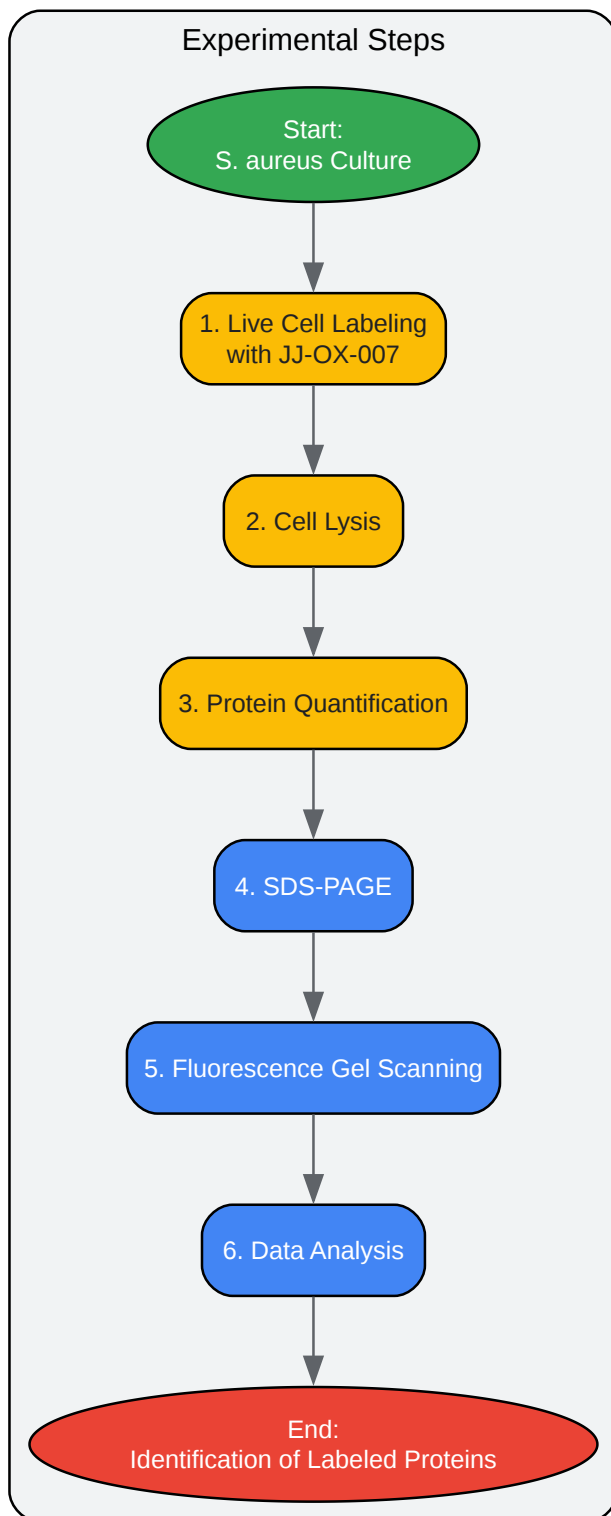 Experimental Steps
Start:
S. aureus Culture
1. Live Cell Labeling
with JJ-OX-007
2. Cell Lysis
3. Protein Quantification
4. SDS-PAGE
5. Fluorescence Gel Scanning
6. Data Analysis
End:
Identification of Labeled Proteins